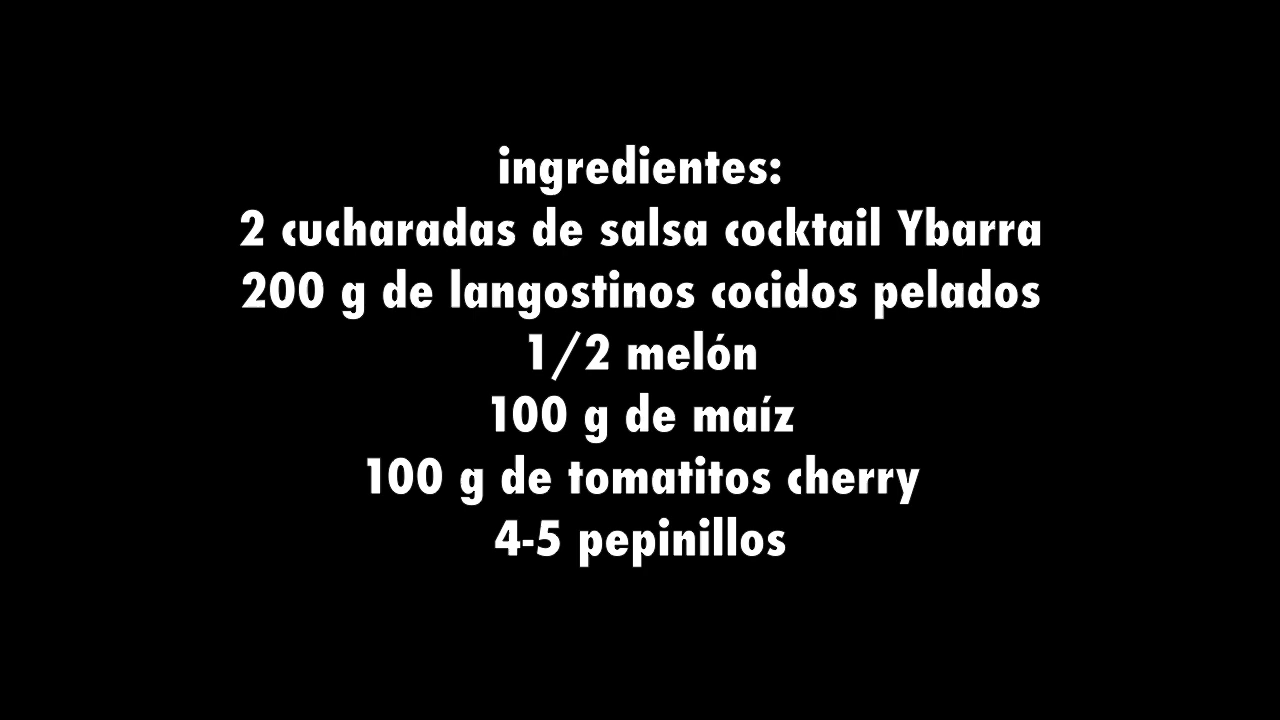 ingredientes:
2 cucharadas de salsa cocktail Ybarra
200 g de langostinos cocidos pelados
1/2 melón
100 g de maíz
100 g de tomatitos cherry
4-5 pepinillos